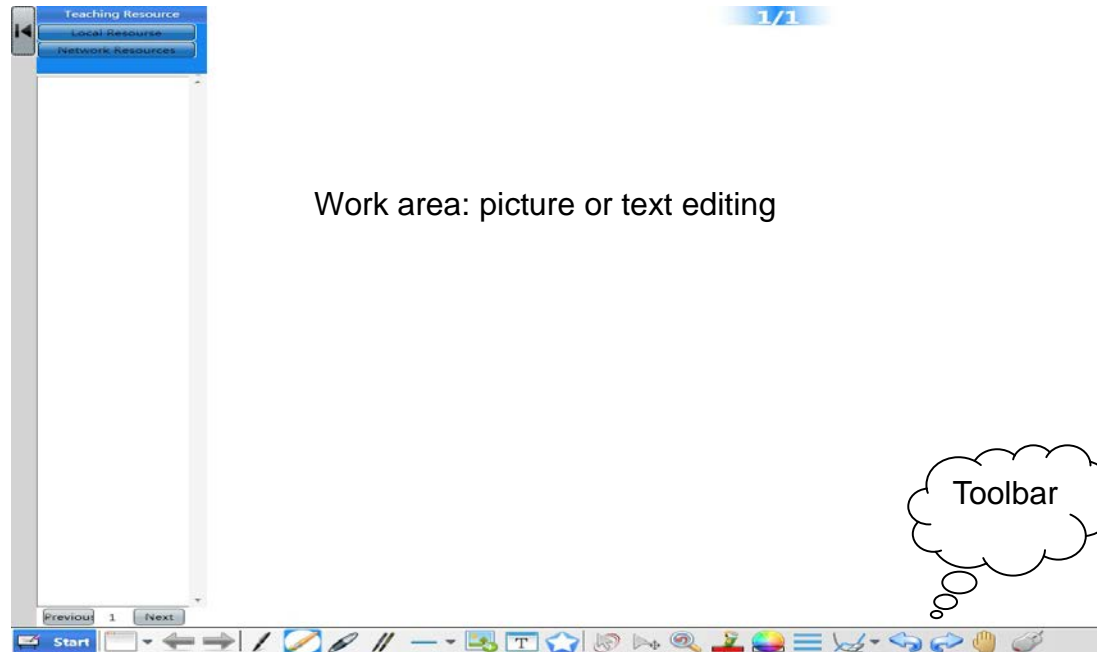 Teaching Resource
1/1
Local Resourse
Network Resources
Work area: picture or text editing
Toolbar
Previous 1 Next
Start
T